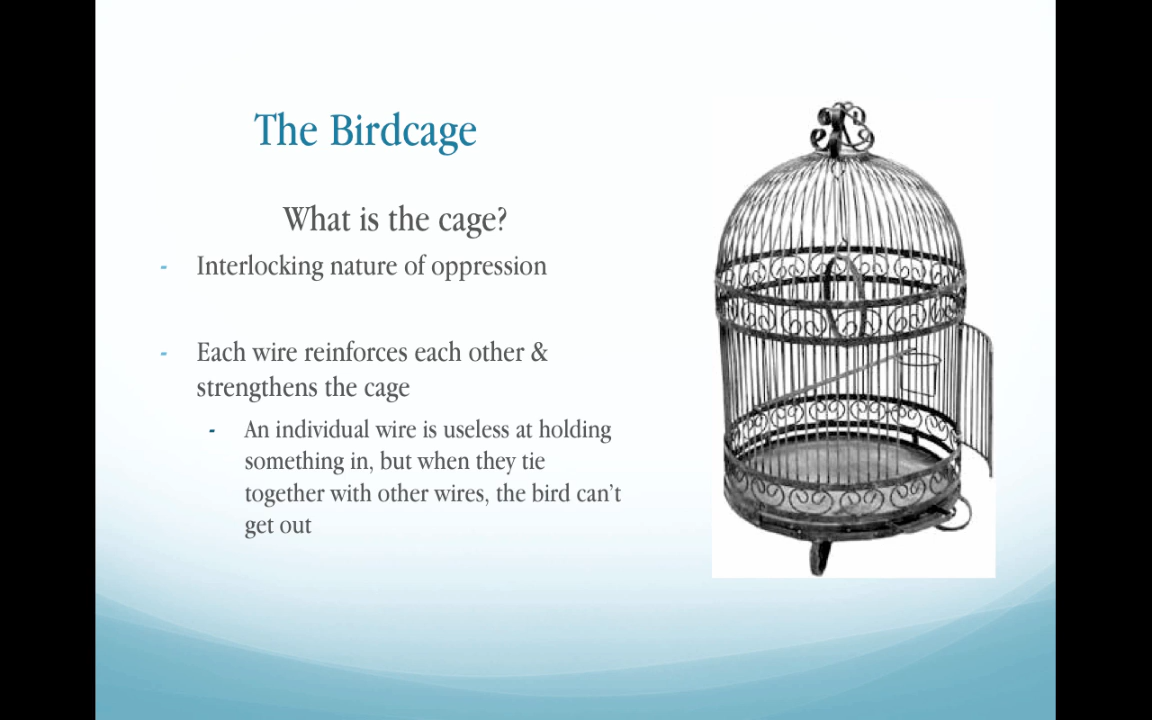 The Birdcage
What is the cage?
- Interlocking nature of oppression
- Each wire reinforces each other &
strengthens the cage
- An individual wire is useless at holding
something in, but when they tie
together with other wires, the bird can't
get out